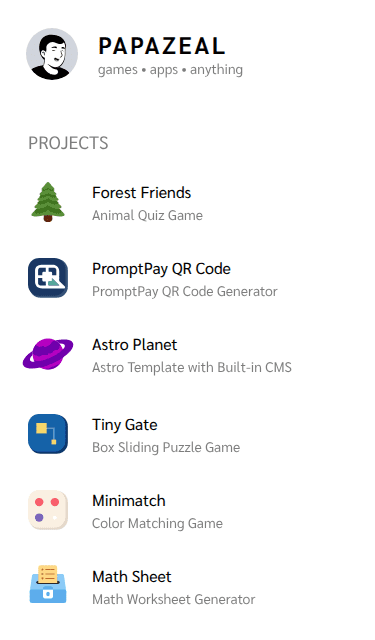 PAPAZEAL
games • apps • anything
PROJECTS
Forest Friends
Animal Quiz Game
PromptPay QR Code
PromptPay QR Code Generator
Astro Planet
Astro Template with Built-in CMS
Tiny Gate
Box Sliding Puzzle Game
Minimatch
Color Matching Game
Math Sheet
Math Worksheet Generator